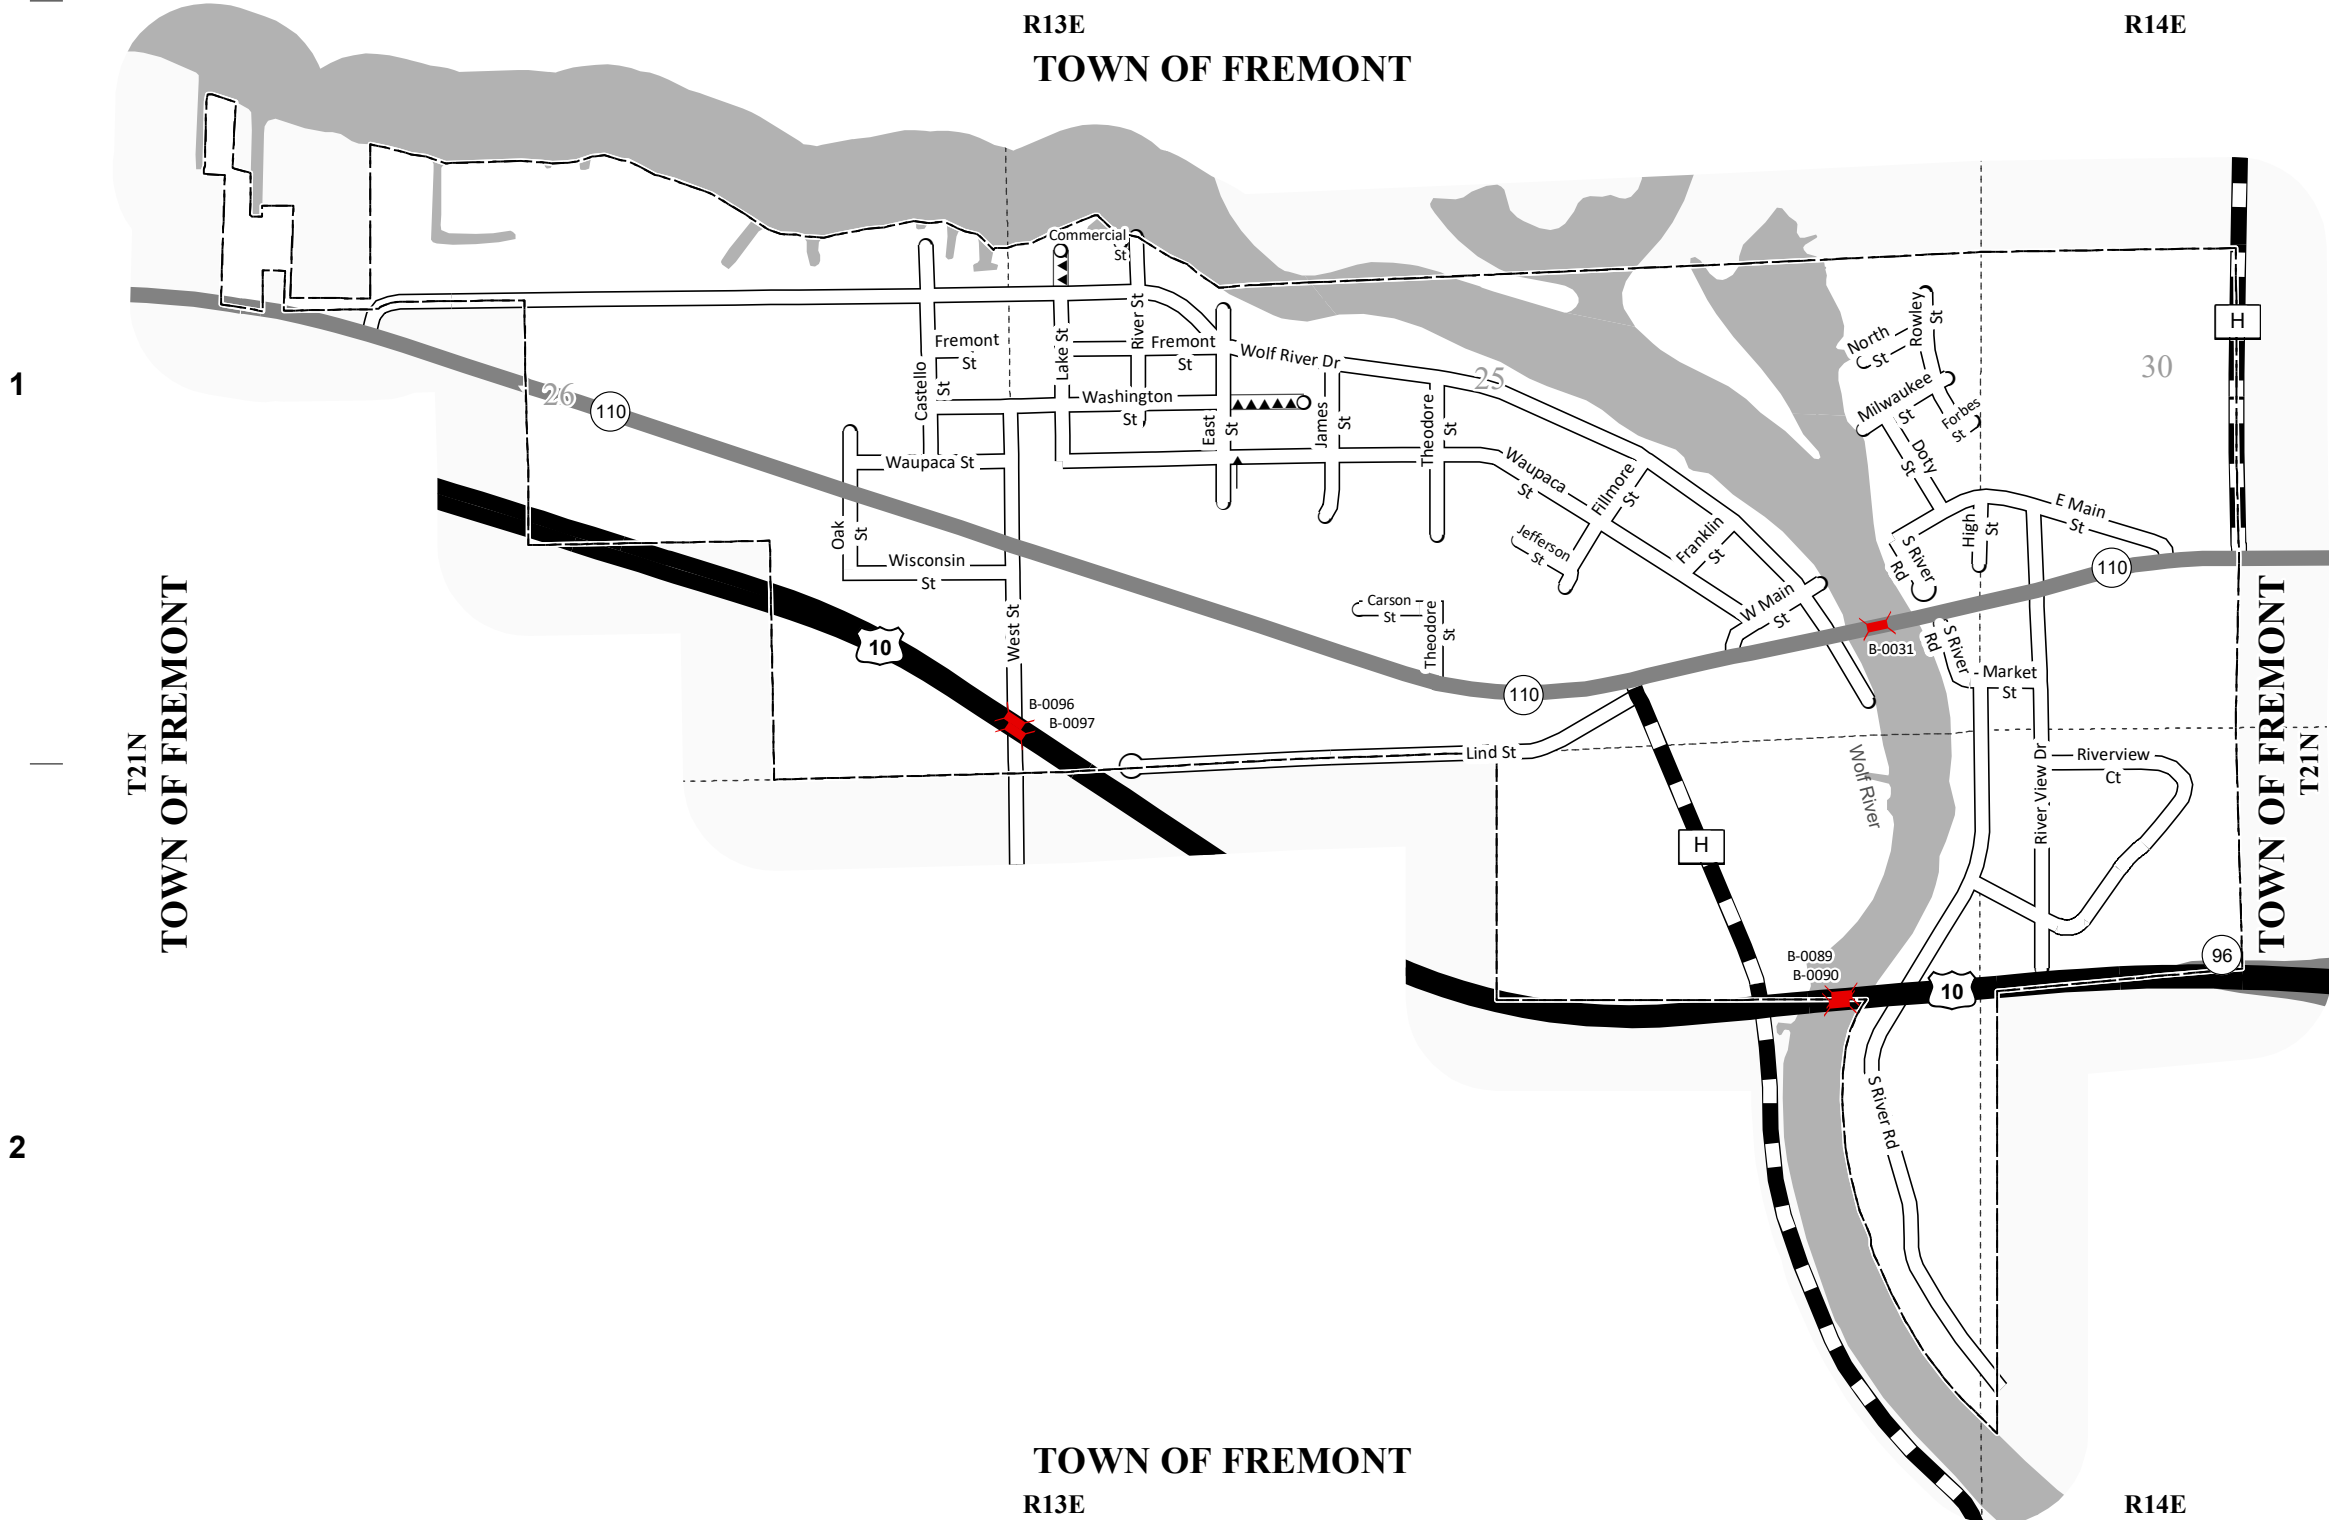 R13E
R14E
TOWN OF FREMONT
Commercial
St
H
Rowley
St
North
St
River St
Fremont
St
Lake St
Fremont
St
Wolf River Dr
1
26
110
25
30
Castello
St
Washington
St
East
St
James
St
Theodore
St
Milwaukee
St
Forbes
St
Doty
St
Waupaca St
Waupaca
St
Fillmore
St
Franklin
St
Jefferson
St
E Main
St
High
St
S River
Rd
110
Oak
St
Wisconsin
St
West St
Carson
St
Theodore
St
W Main
St
B-0031
S River
Rd
Market
St
TOWN OF FREMONT
T21N
10
B-0096
B-0097
110
Lind St
Wolf River
River View Dr
Riverview
Ct
TOWN OF FREMONT
T21N
H
B-0089
B-0090
10
96
S River Rd
2
TOWN OF FREMONT
R13E
R14E